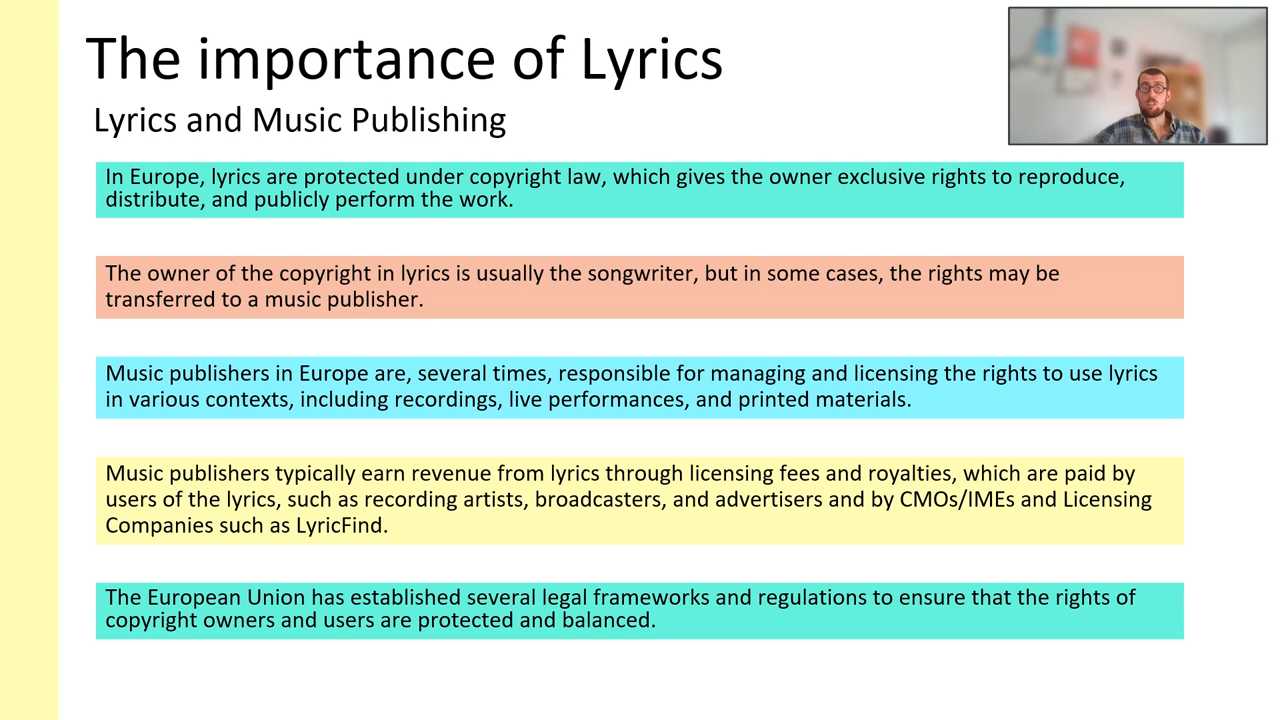 The importance of Lyrics
Lyrics and Music Publishing
In Europe, lyrics are protected under copyright law, which gives the owner exclusive rights to reproduce,
distribute, and publicly perform the work.
The owner of the copyright in lyrics is usually the songwriter, but in some cases, the rights may be
transferred to a music publisher.
Music publishers in Europe are, several times, responsible for managing and licensing the rights to use lyrics
in various contexts, including recordings, live performances, and printed materials.
Music publishers typically earn revenue from lyrics through licensing fees and royalties, which are paid by
users of the lyrics, such as recording artists, broadcasters, and advertisers and by CMOs/IMEs and Licensing
Companies such as LyricFind.
The European Union has established several legal frameworks and regulations to ensure that the rights of
copyright owners and users are protected and balanced.